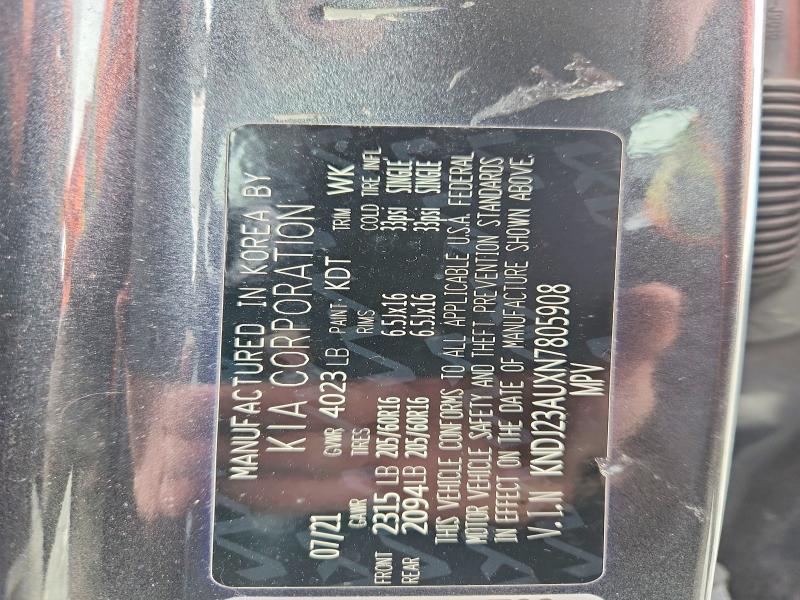 MANUFACTURED IN KOREA BY
KIA CORPORATION
07/21 GVWR 4023 LB PAINT KDT TRIM WK
GAWR TIRES RIMS COLD TIRE INFL
FRONT 2315 LB 205/60R16 6.5Jx16 33psi SINGLE
REAR 2094 LB 205/60R16 6.5Jx16 33psi SINGLE
THIS VEHICLE CONFORMS TO ALL APPLICABLE U.S.A. FEDERAL
MOTOR VEHICLE SAFETY AND THEFT PREVENTION STANDARDS
IN EFFECT ON THE DATE OF MANUFACTURE SHOWN ABOVE.
V.I.N KNDJ23AUXN7805908
MPV